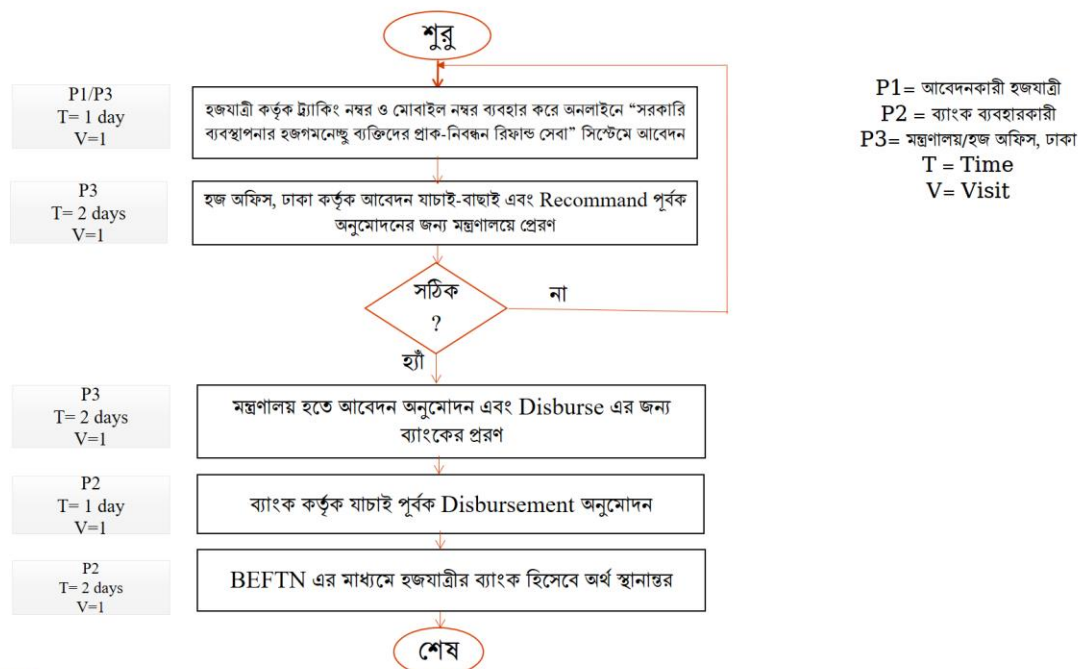 শুরু
P1/P3
T= 1 day
V=1
হজযাত্রী কর্তৃক ট্র্যাকিং নম্বর ও মোবাইল নম্বর ব্যবহার করে অনলাইনে “সরকারি
ব্যবস্থাপনার হজগমনেচ্ছু ব্যক্তিদের প্রাক-নিবন্ধন রিফান্ড সেবা” সিস্টেমে আবেদন
P1= আবেদনকারী হজযাত্রী
P2 = ব্যাংক ব্যবহারকারী
P3= মন্ত্রণালয়/হজ অফিস, ঢাকা
T = Time
V= Visit
P3
T= 2 days
V=1
হজ অফিস, ঢাকা কর্তৃক আবেদন যাচাই-বাছাই এবং Recommand পূর্বক
অনুমোদনের জন্য মন্ত্রণালয়ে প্রেরণ
সঠিক
?
না
হ্যাঁ
P3
T= 2 days
V=1
মন্ত্রণালয় হতে আবেদন অনুমোদন এবং Disburse এর জন্য
ব্যাংকের প্ররণ
P2
T= 1 day
V=1
ব্যাংক কর্তৃক যাচাই পূর্বক Disbursement অনুমোদন
P2
T= 2 days
V=1
BEFTN এর মাধ্যমে হজযাত্রীর ব্যাংক হিসেবে অর্থ স্থানান্তর
শেষ